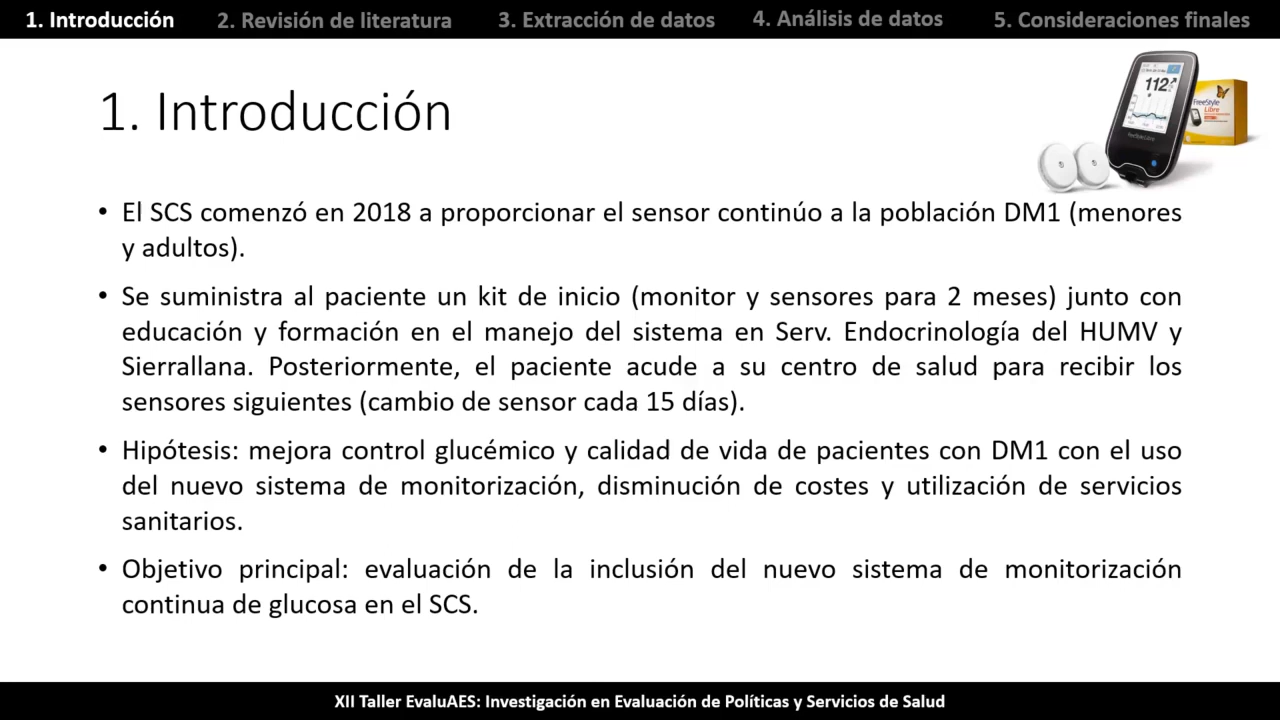 1. Introducción
2. Revisión de literatura
3. Extracción de datos
4. Análisis de datos
5. Consideraciones finales
1. Introducción
112
FreeStyle
Libre
• El SCS comenzó en 2018 a proporcionar el sensor continúo a la población DM1 (menores
y adultos).
• Se suministra al paciente un kit de inicio (monitor y sensores para 2 meses) junto con
educación y formación en el manejo del sistema en Serv. Endocrinología del HUMV y
Sierrallana. Posteriormente, el paciente acude a su centro de salud para recibir los
sensores siguientes (cambio de sensor cada 15 días).
• Hipótesis: mejora control glucémico y calidad de vida de pacientes con DM1 con el uso
del nuevo sistema de monitorización, disminución de costes y utilización de servicios
sanitarios.
• Objetivo principal: evaluación de la inclusión del nuevo sistema de monitorización
continua de glucosa en el SCS.
XII Taller EvaluAES: Investigación en Evaluación de Políticas y Servicios de Salud